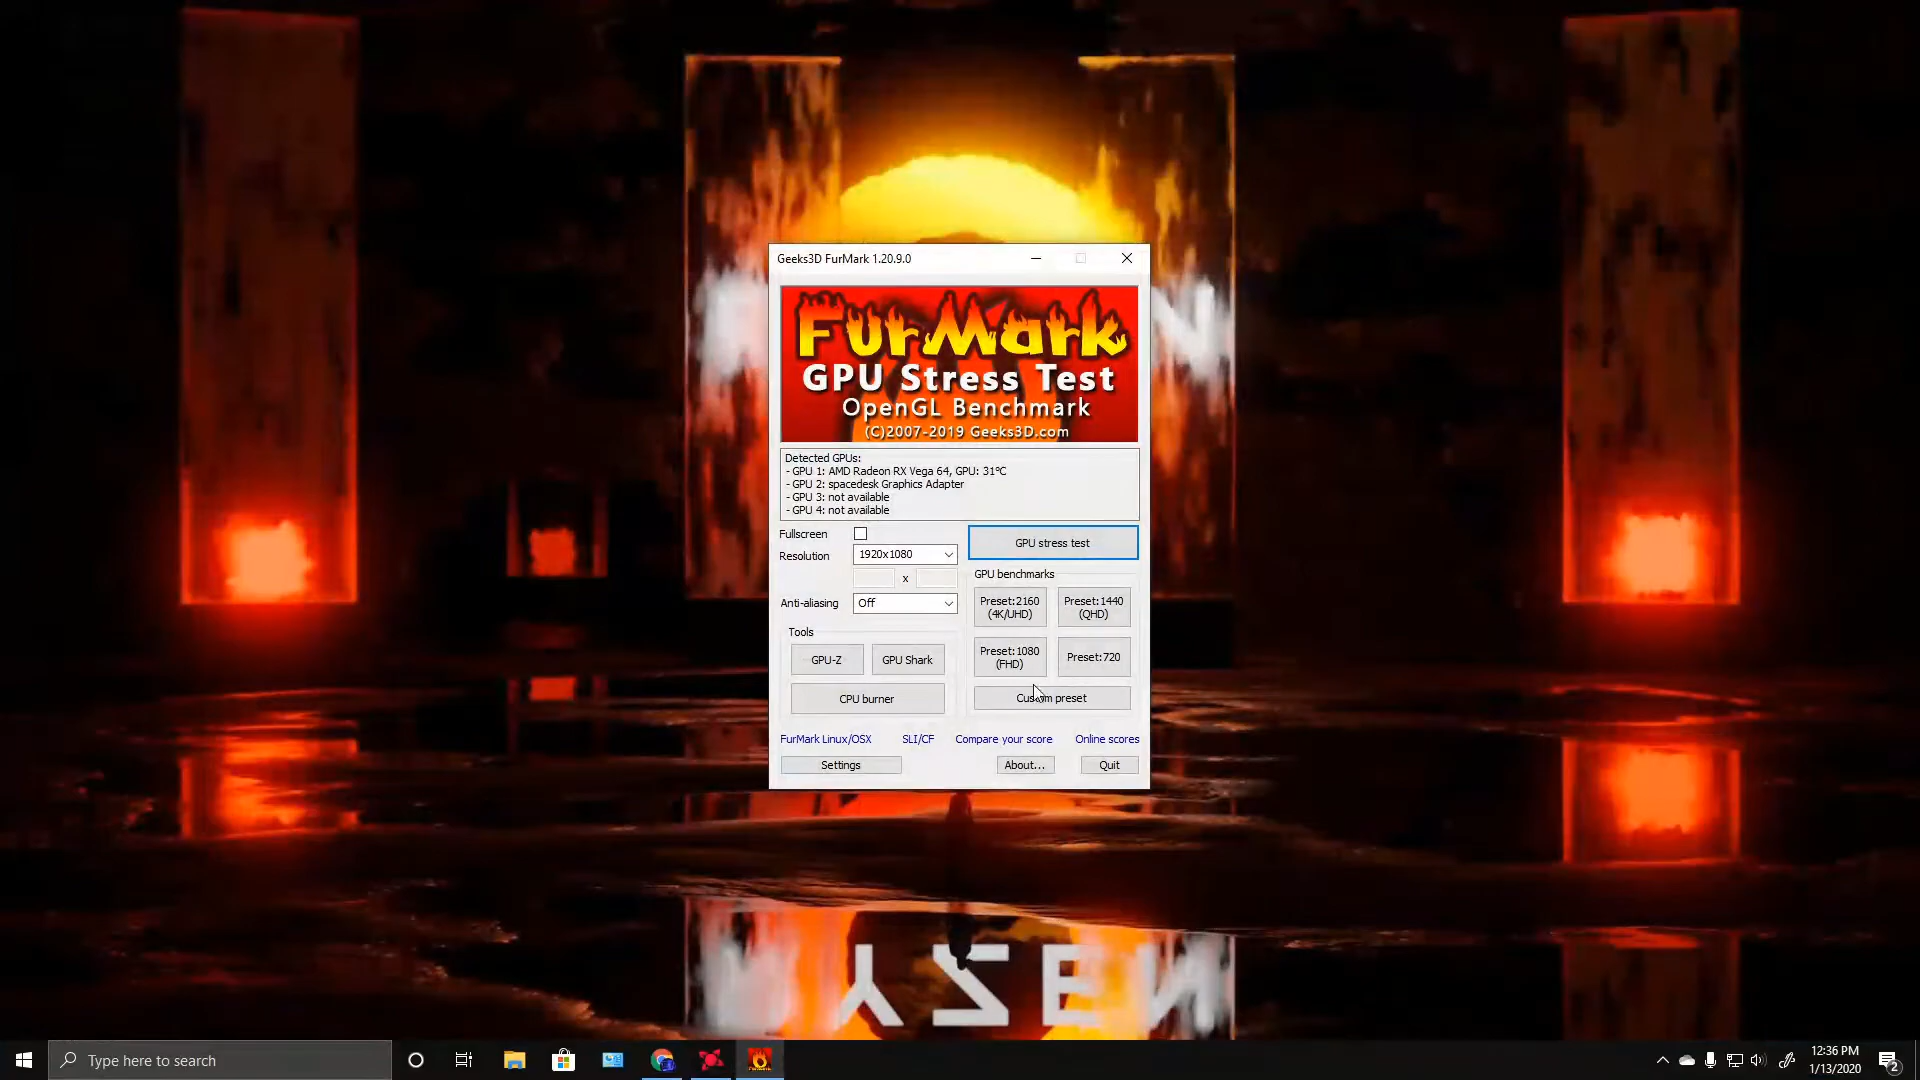 Geeks3D FurMark 1.20.9.0
FurMark
GPU Stress Test
OpenGL Benchmark
(C)2007-2019 Geeks3D.com
Detected GPUs:
- GPU 1: AMD Radeon RX Vega 64, GPU: 31°C
- GPU 2: spacedesk Graphics Adapter
- GPU 3: not available
- GPU 4: not available
Fullscreen
Resolution
1920x1080
x
Anti-aliasing
Off
GPU stress test
GPU benchmarks
Preset:2160
(4K/UHD)
Preset:1440
(QHD)
Preset:1080
(FHD)
Preset:720
Custom preset
Tools
GPU-Z
GPU Shark
CPU burner
FurMark Linux/OSX
SLI/CF
Compare your score
Online scores
Settings
About...
Quit
Type here to search
12:36 PM
1/13/2020
2